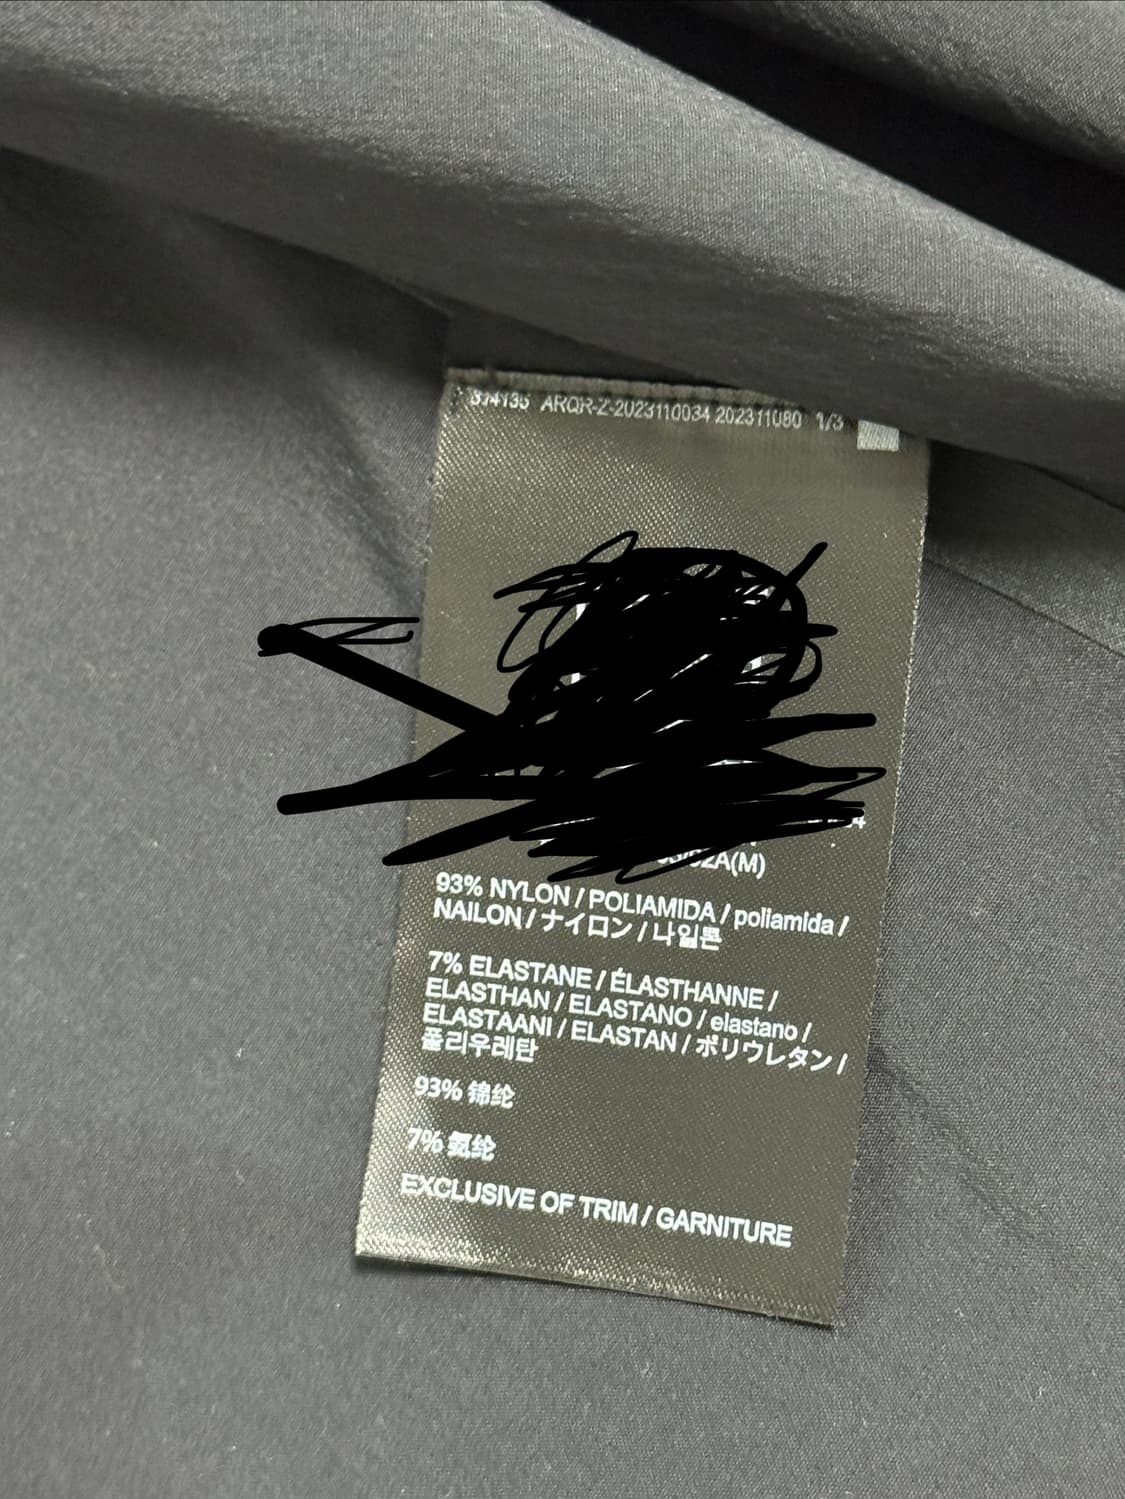 ARQR-Z-2023110034 202311080 1/3
93% NYLON / POLIAMIDA / poliamida /
NAILON / ナイロン / 나일론
7% ELASTANE / ÉLASTHANNE /
ELASTHAN / ELASTANO / elastano /
ELASTAANI / ELASTAN / ポリウレタン /
폴리우레탄
93% 锦纶
7% 氨纶
EXCLUSIVE OF TRIM / GARNITURE